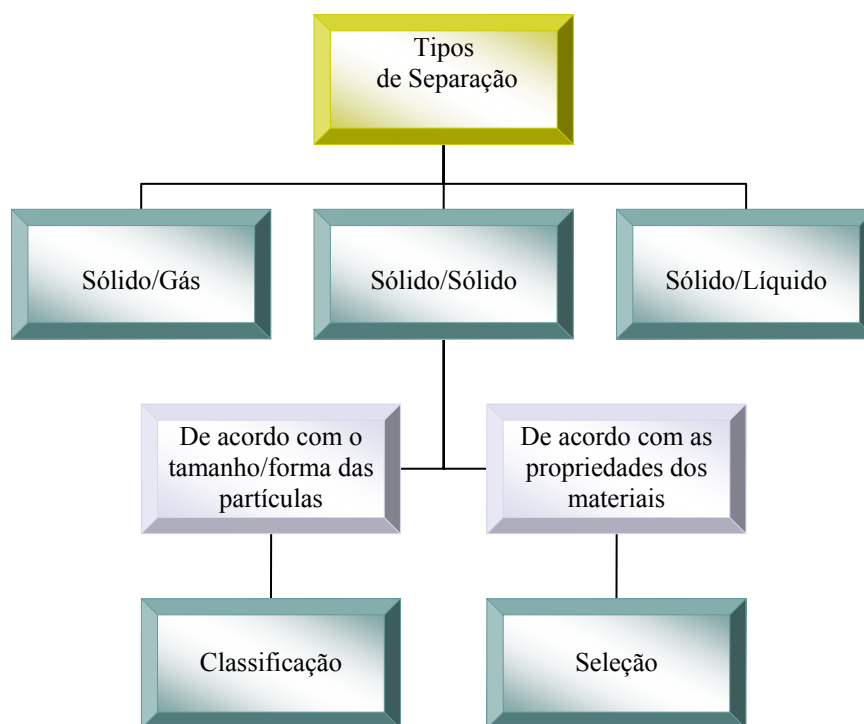 Tipos
de Separação
Sólido/Gás
Sólido/Sólido
Sólido/Líquido
De acordo com o
tamanho/forma das
partículas
De acordo com as
propriedades dos
materiais
Classificação
Seleção